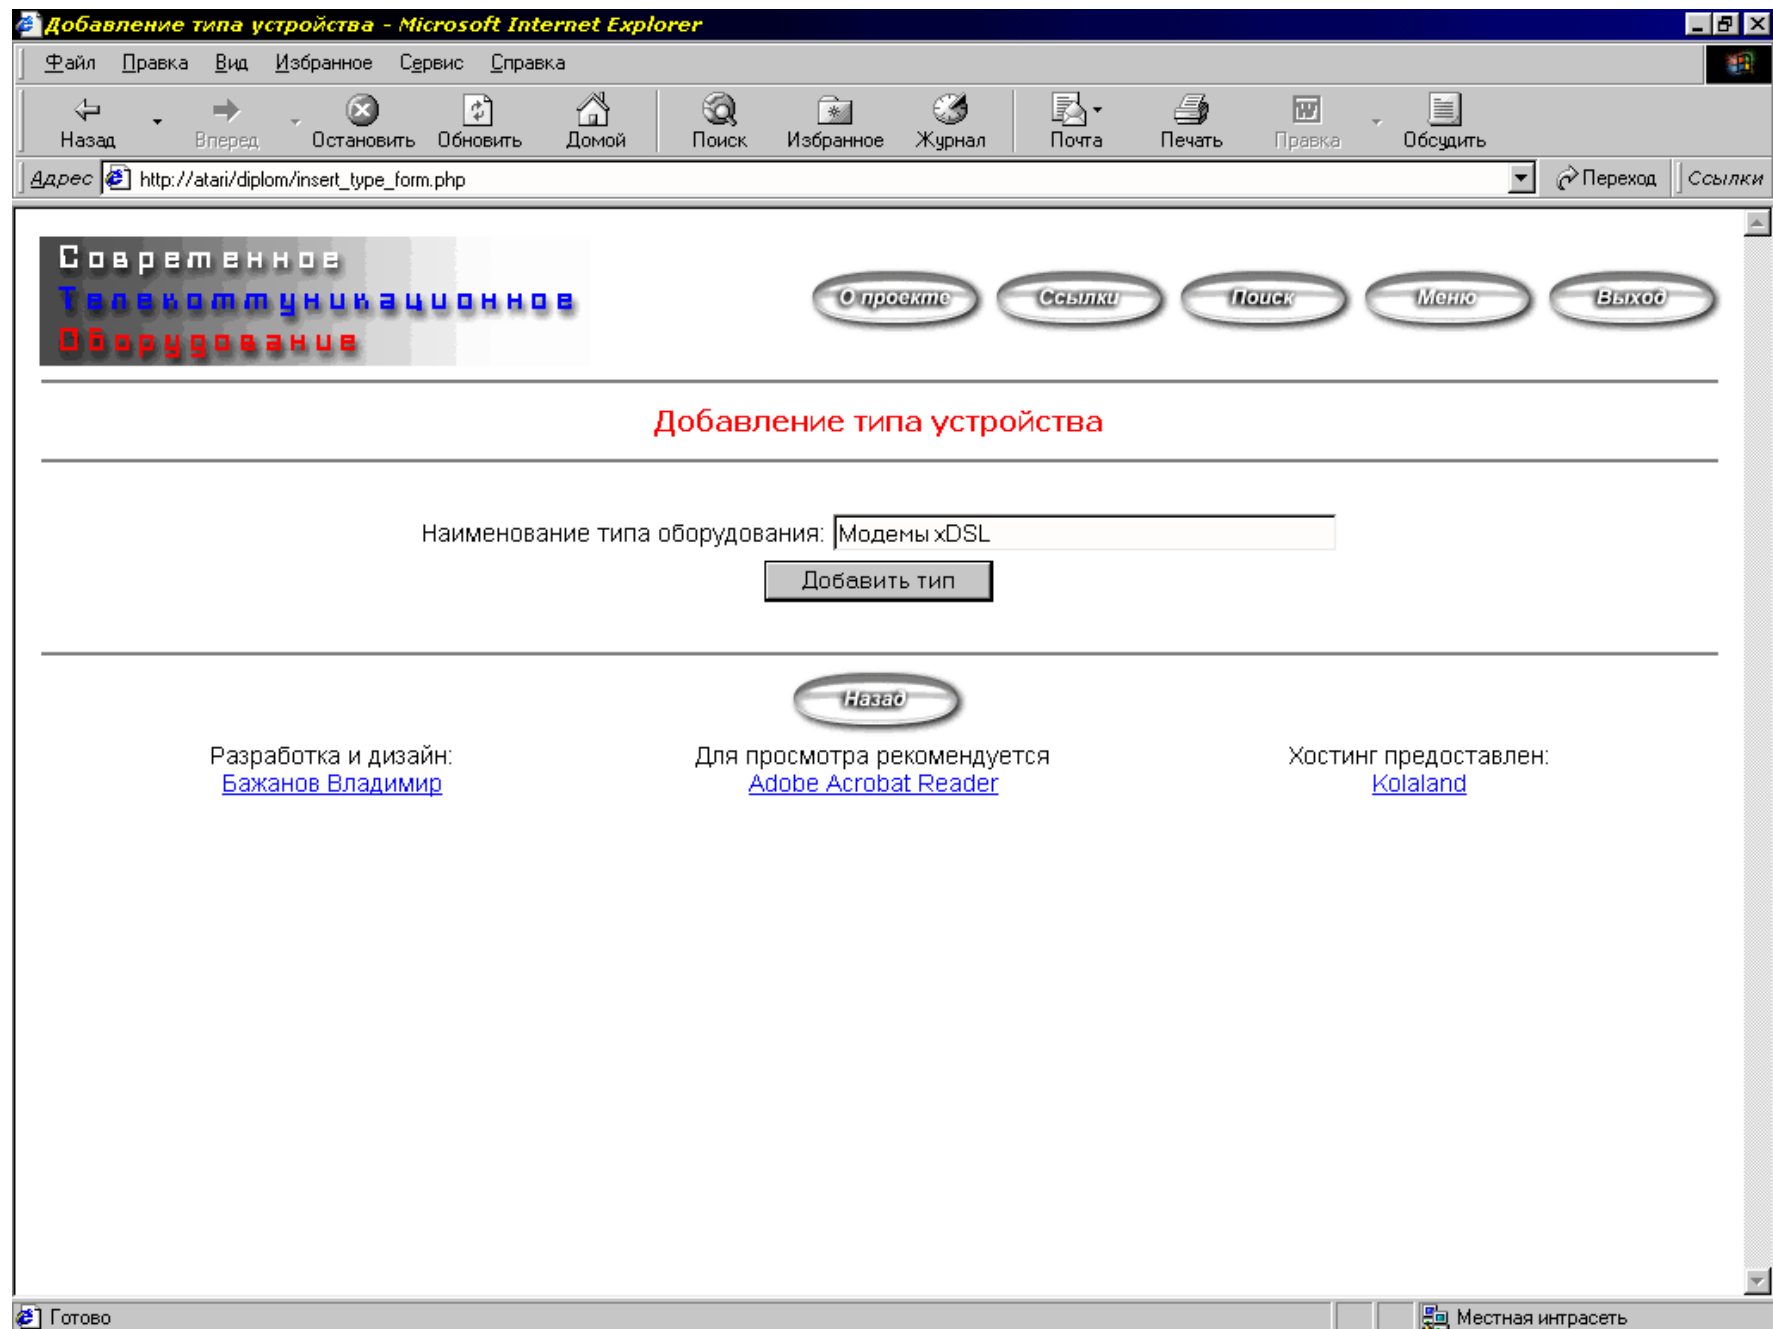 Добавление типа устройства - Microsoft Internet Explorer
Файл Правка Вид Избранное Сервис Справка
Назад Вперед Остановить Обновить Домой Поиск Избранное Журнал Почта Печать Правка Обсудить
Адрес http://atari/diplom/insert_type_form.php Переход Ссылки
Современное
Телекоммуникационное
Оборудование
О проекте Ссылки Поиск Меню Выход
Добавление типа устройства
Наименование типа оборудования: Модемы xDSL
Добавить тип
Назад
Разработка и дизайн: Для просмотра рекомендуется Хостинг предоставлен:
Бажанов Владимир Adobe Acrobat Reader Kolaland
Готово Местная интрасеть